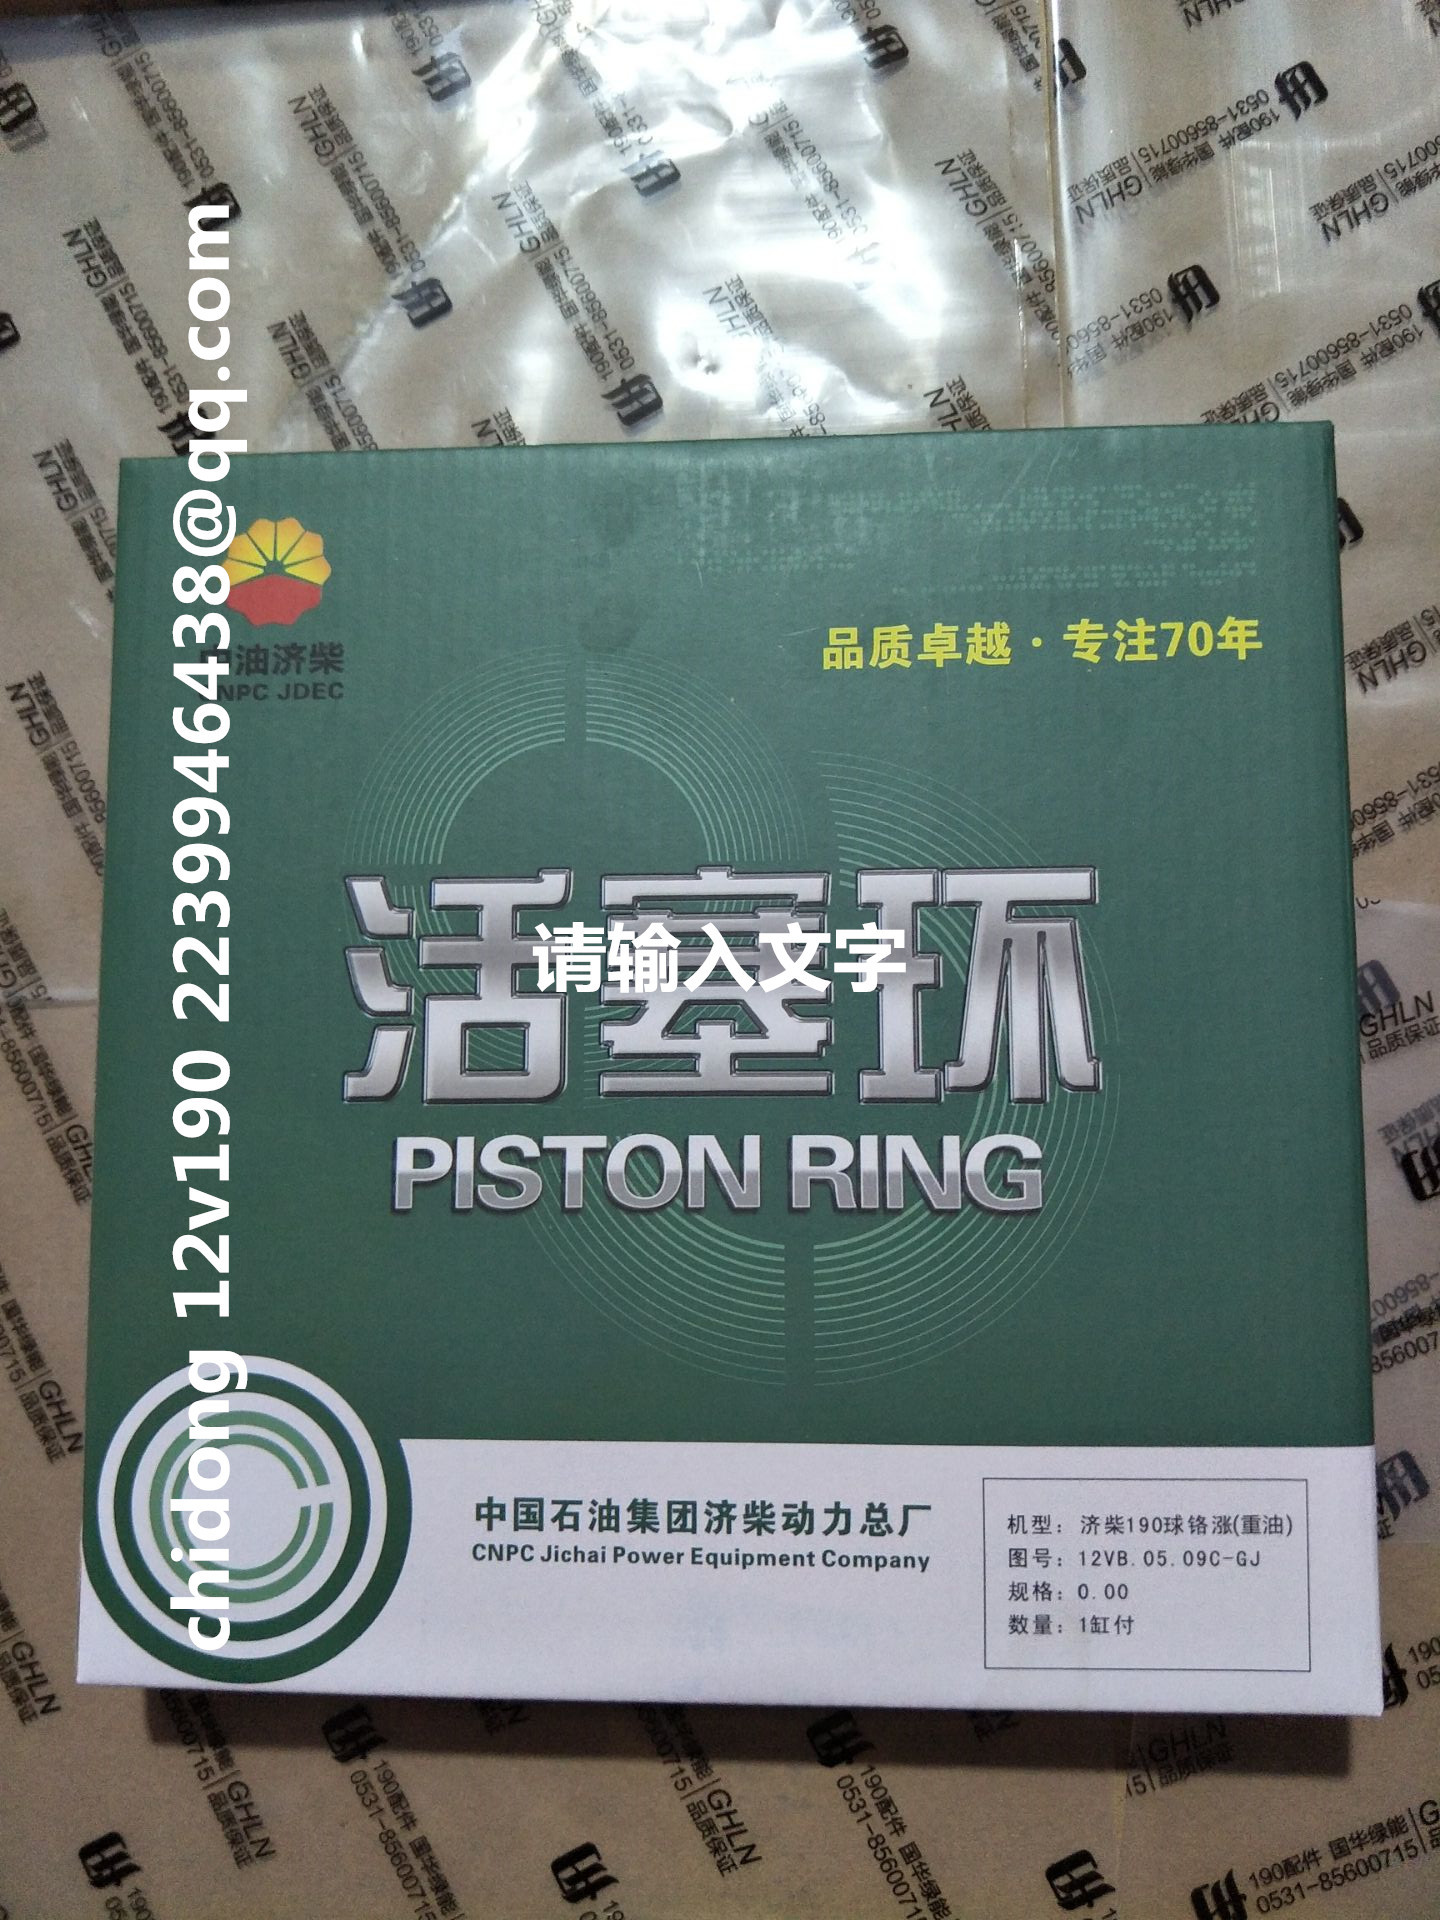 chidong 12v190 2239946438@qq.com
油济柴
CNPC JDEC
品质卓越·专注70年
活塞环
请输入文字
PISTON RING
中国石油集团济柴动力总厂
CNPC Jichai Power Equipment Company
机型：济柴190球铬涨(重油)
图号：12VB.05.09C-GJ
规格：0.00
数量：1缸付
190配件 国华绿能 GHLN
0531-85600715 品质保证